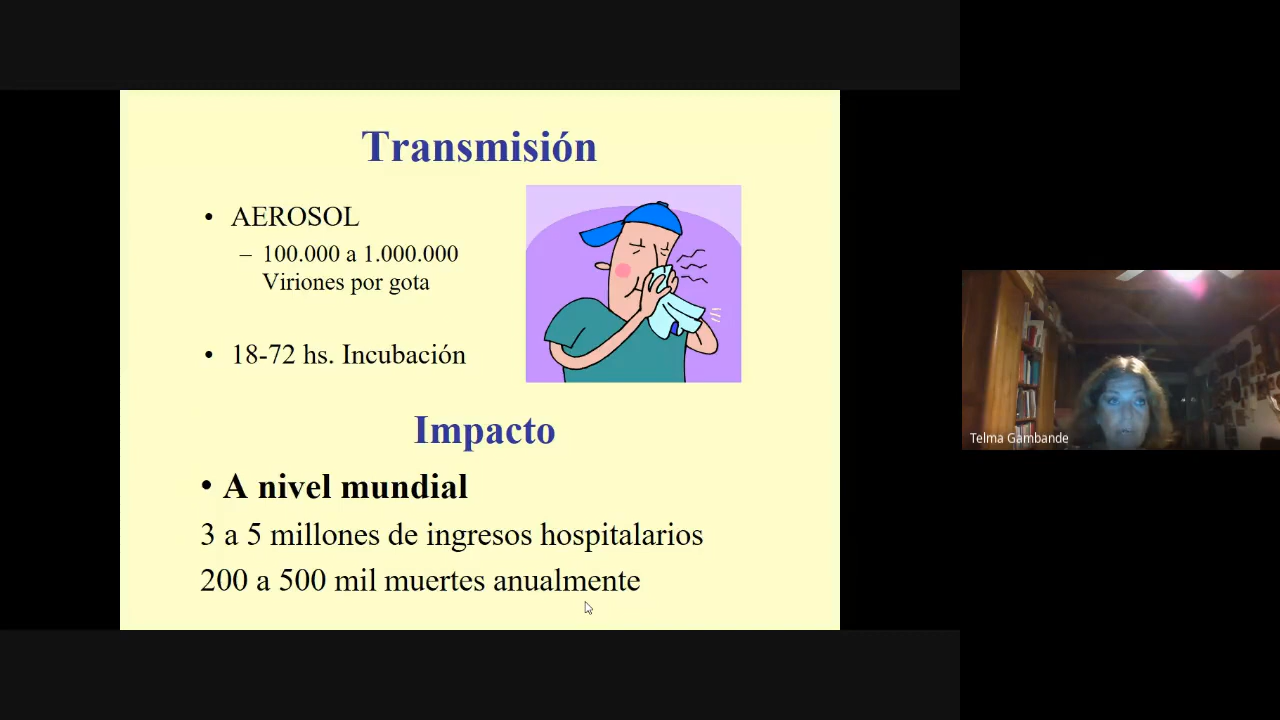 Transmisión
• AEROSOL
– 100.000 a 1.000.000
Viriones por gota
• 18-72 hs. Incubación
Impacto
• A nivel mundial
3 a 5 millones de ingresos hospitalarios
200 a 500 mil muertes anualmente
Telma Gambande